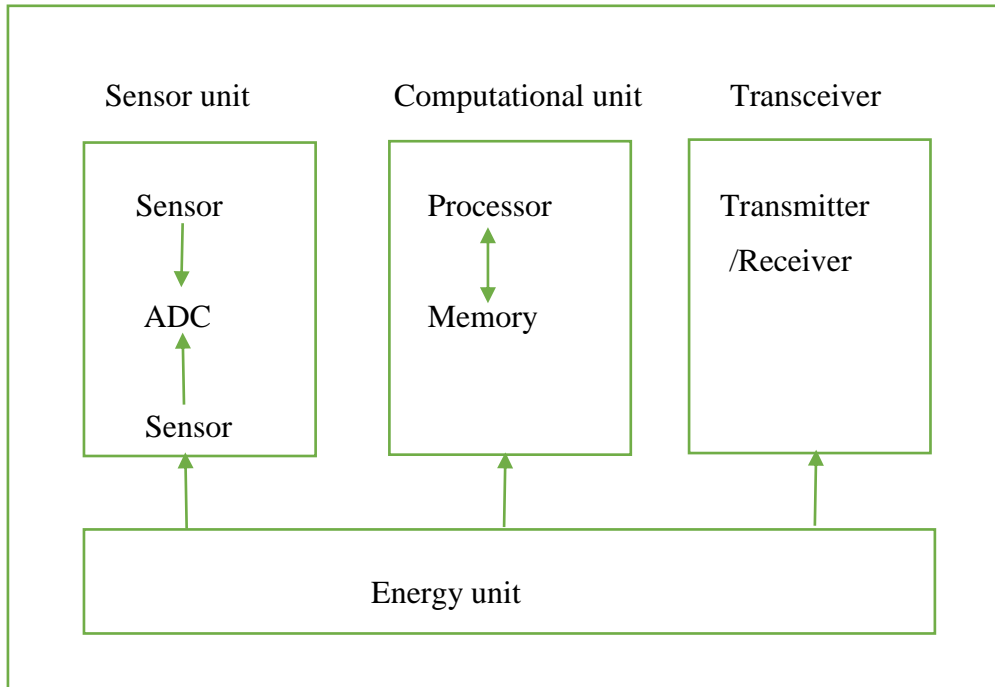 Sensor unit
Computational unit
Transceiver
Sensor
ADC
Sensor
Processor
Memory
Transmitter
/Receiver
Energy unit